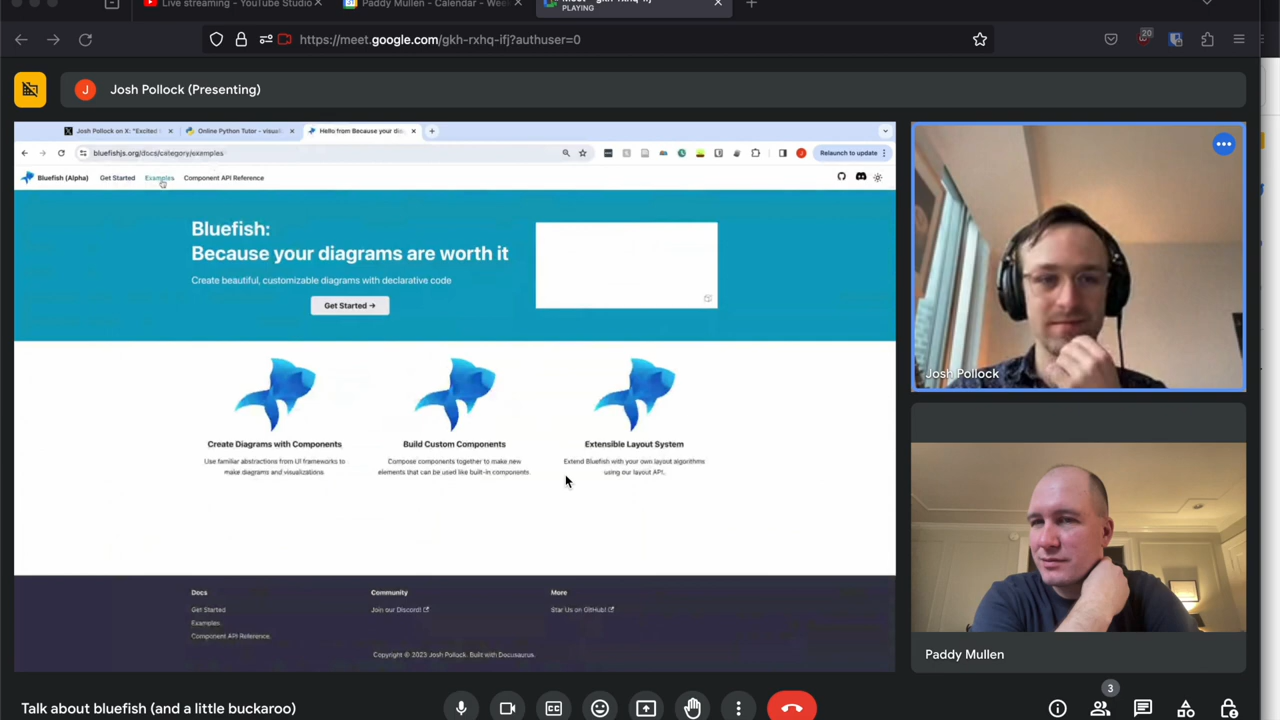 Live streaming - YouTube Studio
Paddy Mullen - Calendar - Wee
PLAYING
https://meet.google.com/gkh-rxhq-ifj?authuser=0
20
J
Josh Pollock (Presenting)
Josh Pollock on X: "Excited t
Online Python Tutor - visualiz
Hello from Because your dia
bluefishjs.org/docs/category/examples
J
Relaunch to update
Bluefish (Alpha)
Get Started
Examples
Component API Reference
Bluefish:
Because your diagrams are worth it
Create beautiful, customizable diagrams with declarative code
Get Started →
Create Diagrams with Components
Use familiar abstractions from UI frameworks to
make diagrams and visualizations.
Build Custom Components
Compose components together to make new
elements that can be used like built-in components.
Extensible Layout System
Extend Bluefish with your own layout algorithms
using our layout API.
Docs
Get Started
Examples
Component API Reference
Community
Join our Discord!
More
Star Us on GitHub!
Copyright © 2023 Josh Pollock. Built with Docusaurus.
Josh Pollock
Paddy Mullen
Talk about bluefish (and a little buckaroo)
3